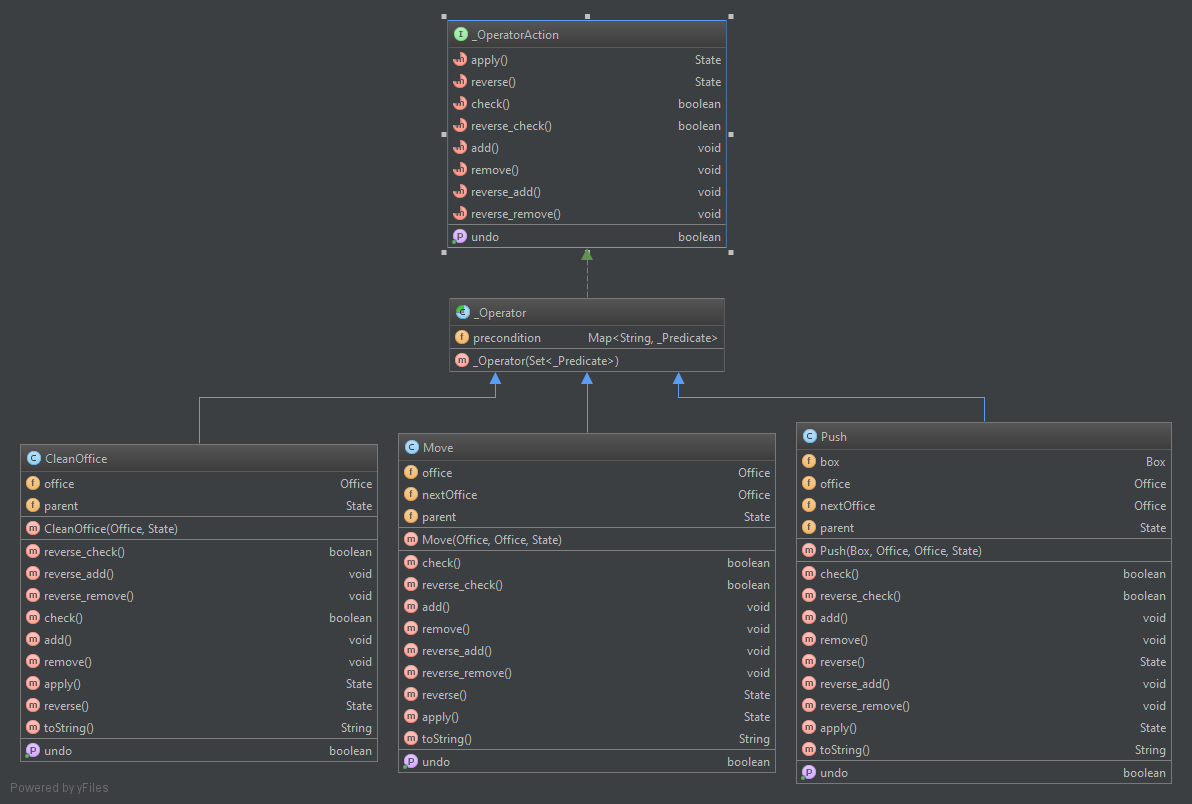 _OperatorAction
apply() State
reverse() State
check() boolean
reverse_check() boolean
add() void
remove() void
reverse_add() void
reverse_remove() void
undo boolean
_Operator
precondition Map<String, _Predicate>
_Operator(Set<_Predicate>)
CleanOffice
office Office
parent State
CleanOffice(Office, State)
reverse_check() boolean
reverse_add() void
reverse_remove() void
check() boolean
add() void
remove() void
apply() State
reverse() State
toString() String
undo boolean
Move
office Office
nextOffice Office
parent State
Move(Office, Office, State)
check() boolean
reverse_check() boolean
add() void
remove() void
reverse_add() void
reverse_remove() void
reverse() State
apply() State
toString() String
undo boolean
Push
box Box
office Office
nextOffice Office
parent State
Push(Box, Office, Office, State)
check() boolean
reverse_check() boolean
add() void
remove() void
reverse() State
reverse_add() void
reverse_remove() void
apply() State
toString() String
undo boolean
Powered by yFiles